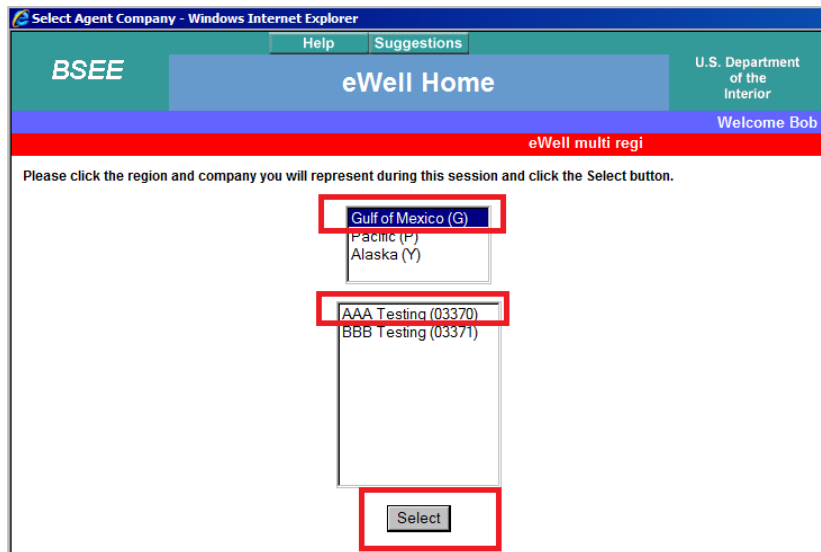 Select Agent Company - Windows Internet Explorer
Help Suggestions
BSEE
eWell Home
U.S. Department
of the
Interior
Welcome Bob
eWell multi regi
Please click the region and company you will represent during this session and click the Select button.
Gulf of Mexico (G)
Pacific (P)
Alaska (Y)
AAA Testing (03370)
BBB Testing (03371)
Select